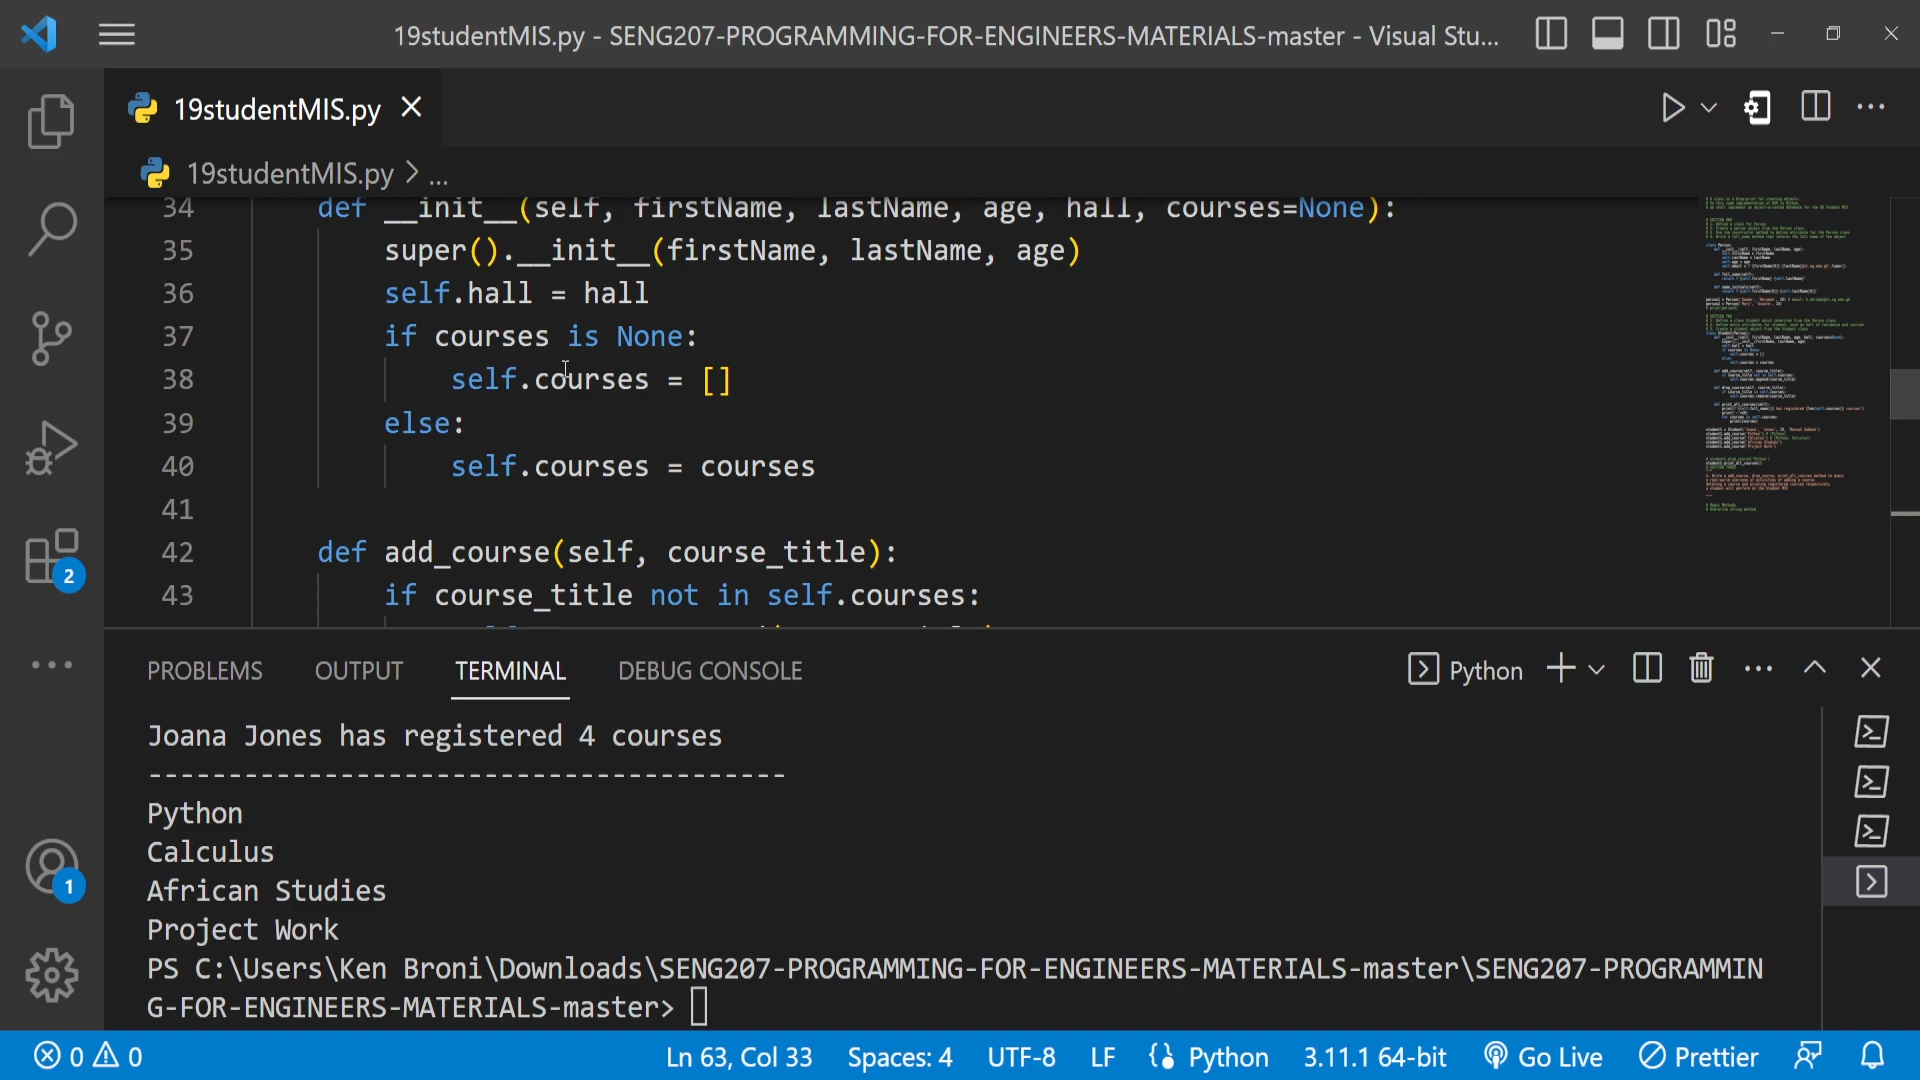 19studentMIS.py - SENG207-PROGRAMMING-FOR-ENGINEERS-MATERIALS-master - Visual Stu...
19studentMIS.py
19studentMIS.py > ...
34 def __init__(self, firstName, lastName, age, hall, courses=None):
35 super().__init__(firstName, lastName, age)
36 self.hall = hall
37 if courses is None:
38 self.courses = []
39 else:
40 self.courses = courses
41
42 def add_course(self, course_title):
43 if course_title not in self.courses:
2
PROBLEMS OUTPUT TERMINAL DEBUG CONSOLE Python
Joana Jones has registered 4 courses
----------------------------------------
Python
Calculus
African Studies
Project Work
PS C:\Users\Ken Broni\Downloads\SENG207-PROGRAMMING-FOR-ENGINEERS-MATERIALS-master\SENG207-PROGRAMMIN
G-FOR-ENGINEERS-MATERIALS-master>
1
0 0 Ln 63, Col 33 Spaces: 4 UTF-8 LF Python 3.11.1 64-bit Go Live Prettier